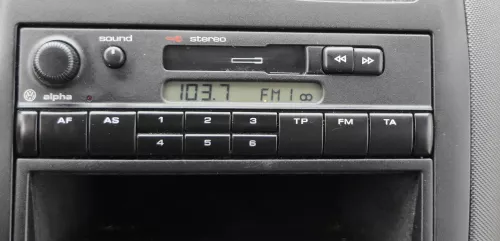 sound stereo
103.7 FM1 ∞
alpha
AF AS 1 2 3 TP FM TA
4 5 6